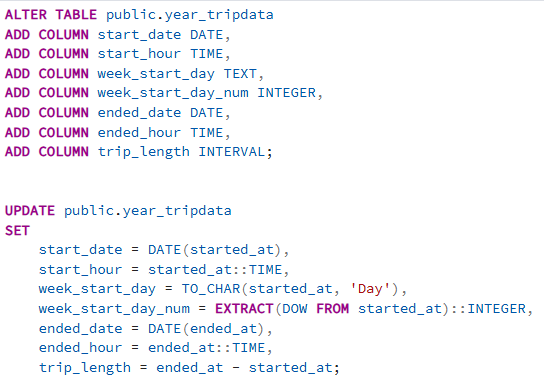 ALTER TABLE public.year_tripdata
ADD COLUMN start_date DATE,
ADD COLUMN start_hour TIME,
ADD COLUMN week_start_day TEXT,
ADD COLUMN week_start_day_num INTEGER,
ADD COLUMN ended_date DATE,
ADD COLUMN ended_hour TIME,
ADD COLUMN trip_length INTERVAL;
UPDATE public.year_tripdata
SET
start_date = DATE(started_at),
start_hour = started_at::TIME,
week_start_day = TO_CHAR(started_at, 'Day'),
week_start_day_num = EXTRACT(DOW FROM started_at)::INTEGER,
ended_date = DATE(ended_at),
ended_hour = ended_at::TIME,
trip_length = ended_at - started_at;